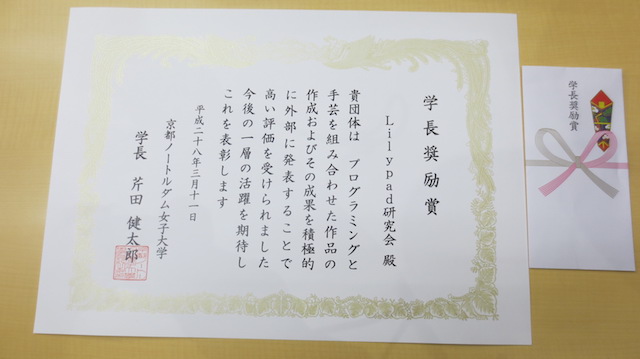 学長奨励賞
Lilypad研究会 殿
貴団体は プログラミングと
手芸を組み合わせた作品の
作成およびその成果を積極的
に外部に発表することで
高い評価を受けられました
今後の一層の活躍を期待し
これを表彰します
平成二十八年三月十一日
京都ノートルダム女子大学
学長 芹田 健太郎
学長奨励賞